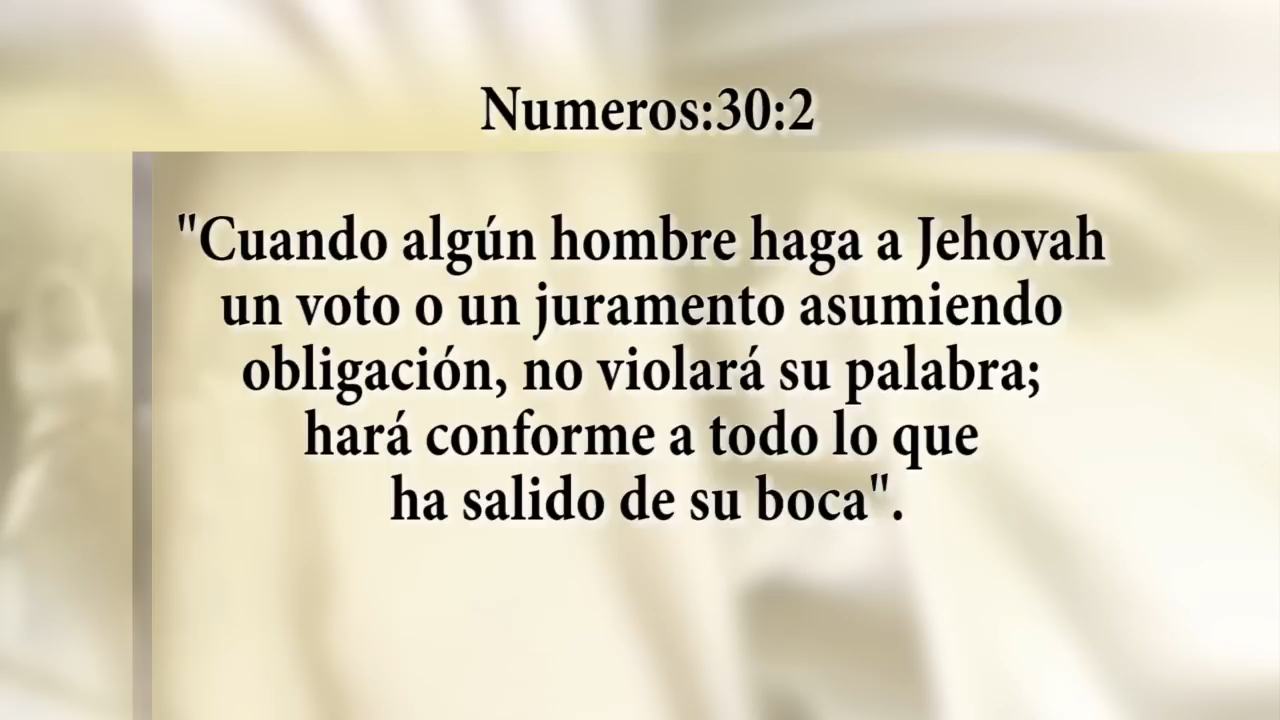 Numeros:30:2
"Cuando algún hombre haga a Jehovah
un voto o un juramento asumiendo
obligación, no violará su palabra;
hará conforme a todo lo que
ha salido de su boca".